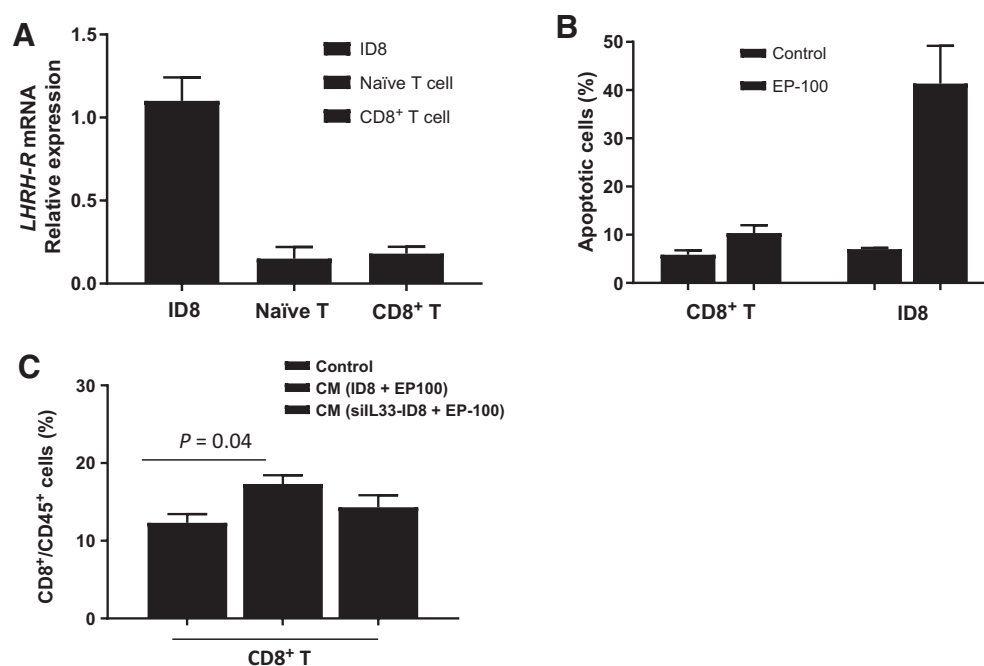 A
LHRH-R mRNA
Relative expression
1.5
1.0
0.5
0.0
ID8
Naïve T cell
CD8⁺ T cell
ID8
Naïve T
CD8⁺ T
B
Apoptotic cells (%)
50
40
30
20
10
0
Control
EP-100
CD8⁺ T
ID8
C
CD8⁺/CD45⁺ cells (%)
30
20
10
0
Control
CM (ID8 + EP100)
CM (siIL33-ID8 + EP-100)
P = 0.04
CD8⁺ T